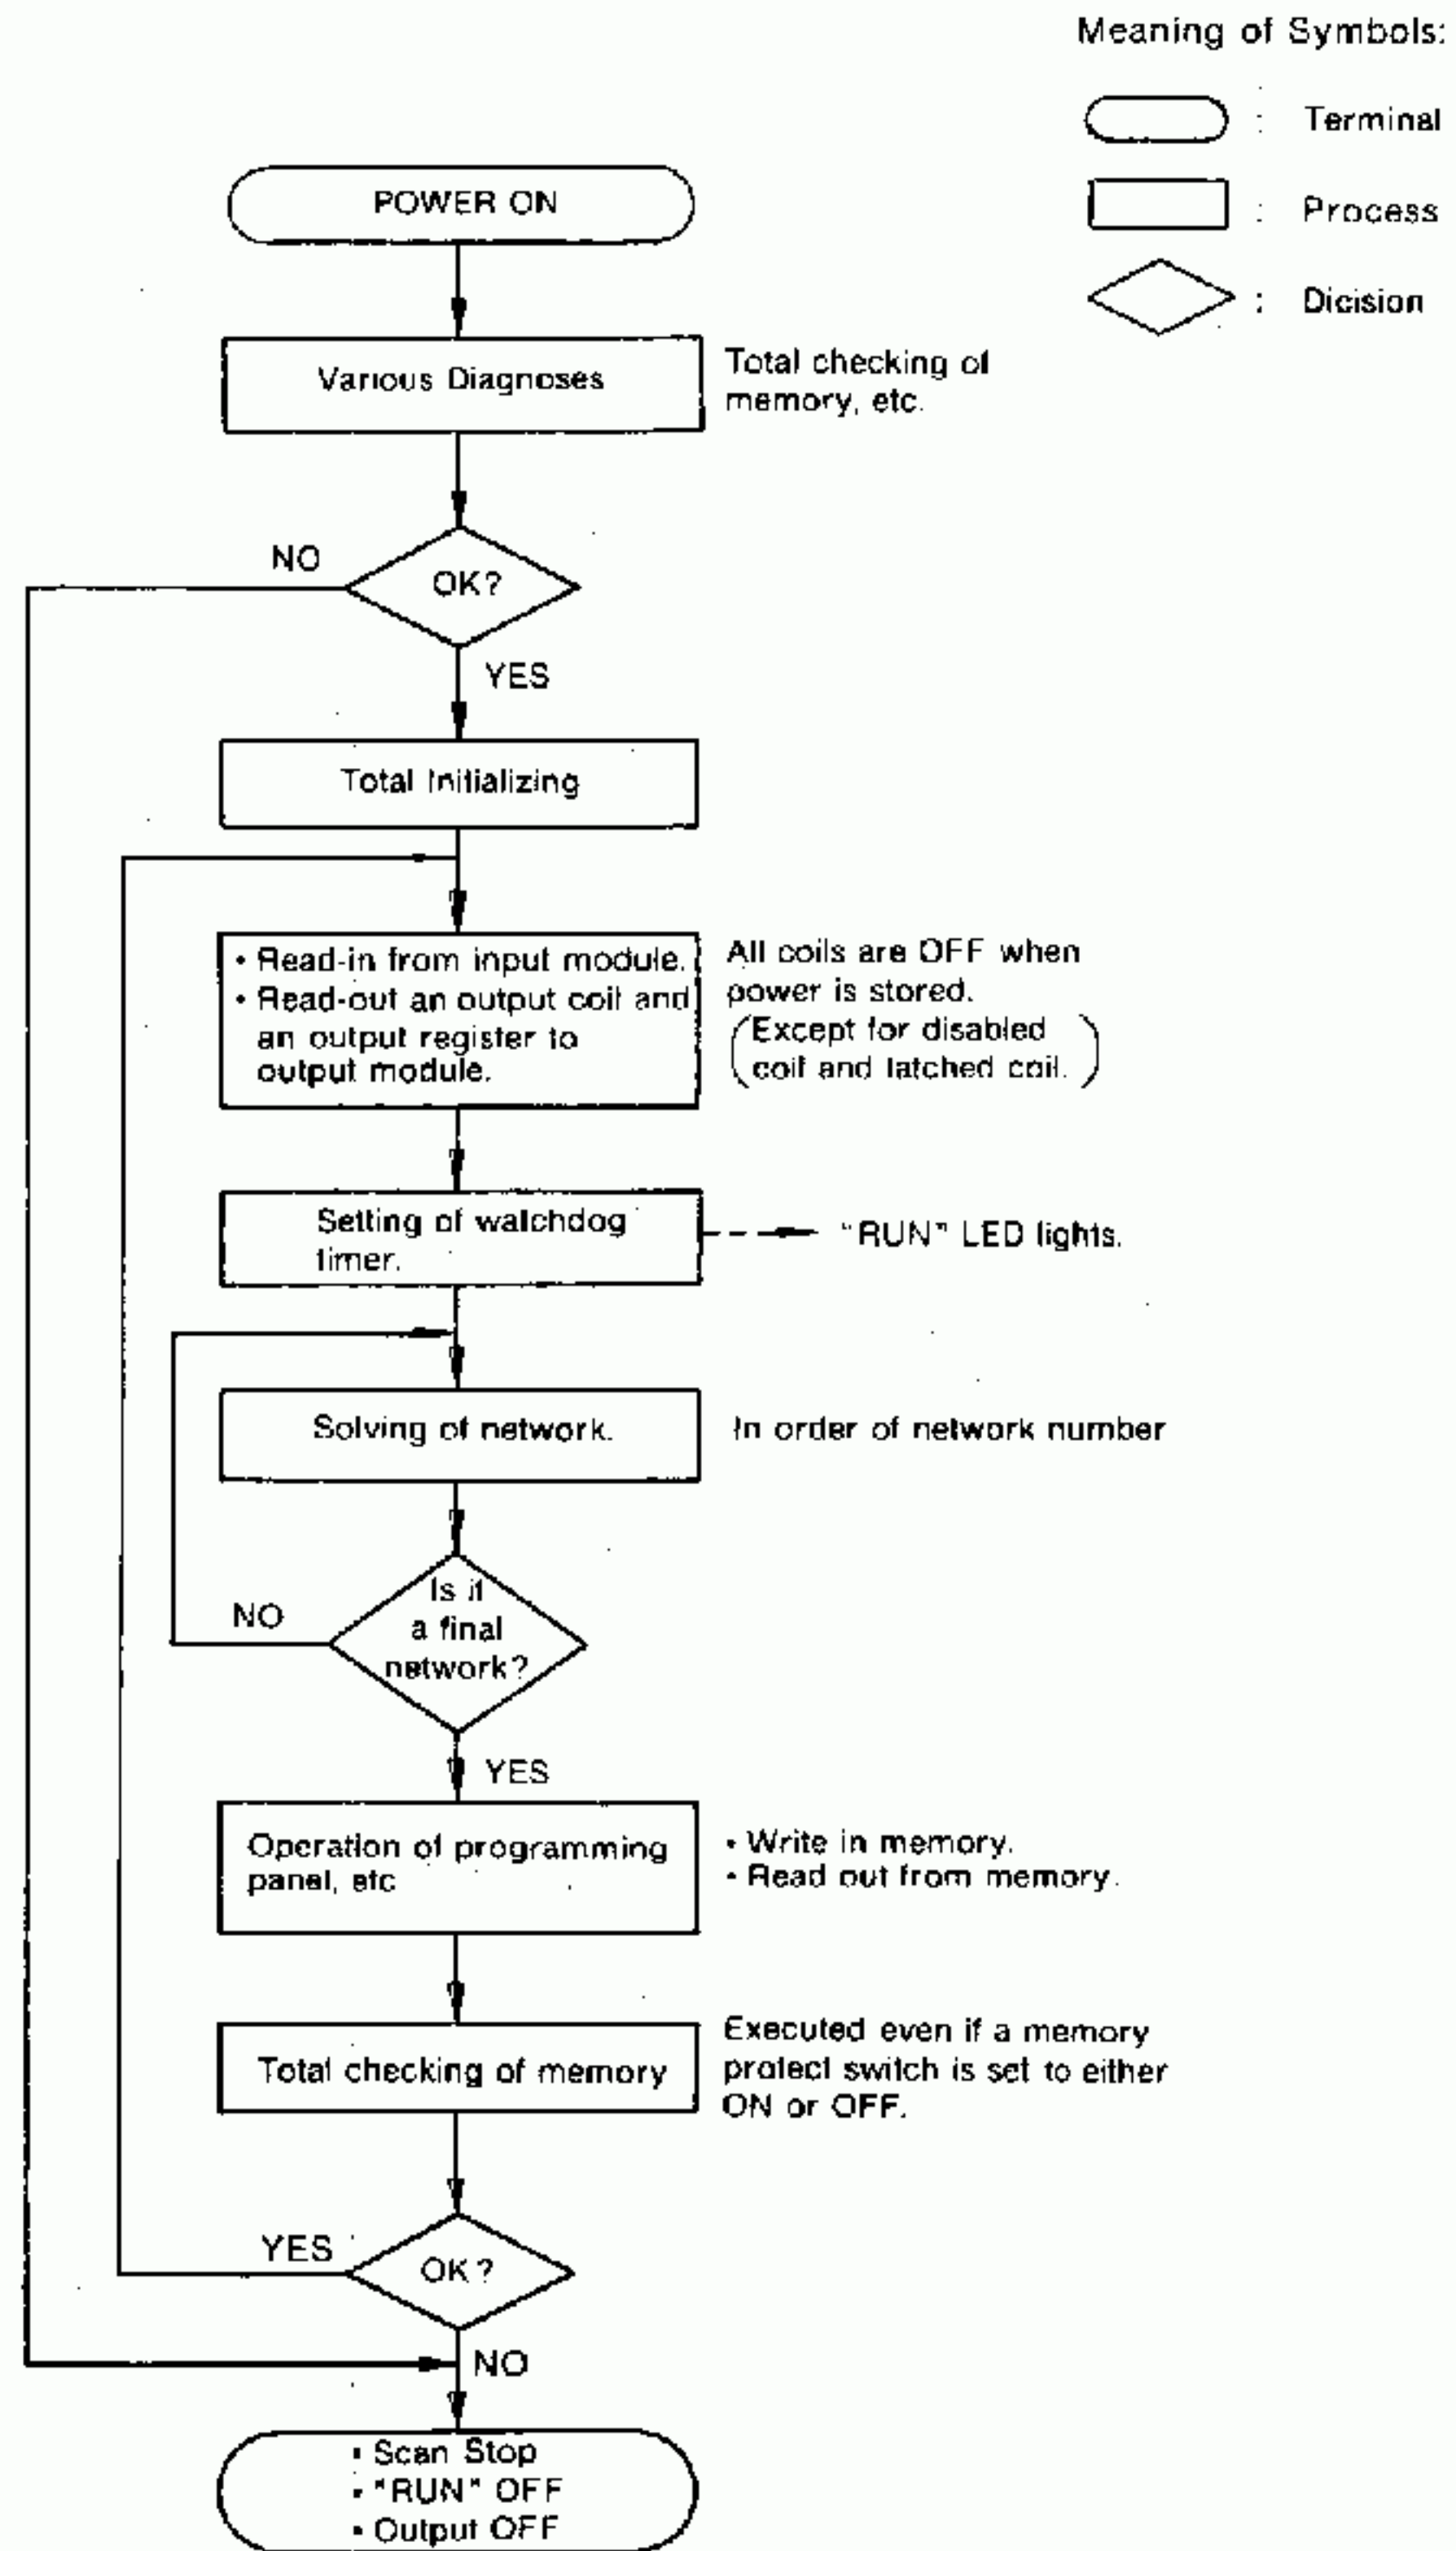 Meaning of Symbols:
: Terminal
: Process
: Dicision
POWER ON
Various Diagnoses
Total checking of
memory, etc.
NO
OK?
YES
Total Initializing
• Read-in from input module.
• Read-out an output coil and
an output register to
output module.
All coils are OFF when
power is stored.
(Except for disabled
coil and latched coil.)
Setting of watchdog
timer.
"RUN" LED lights.
Solving of network.
In order of network number
Is it
a final
network?
NO
YES
Operation of programming
panel, etc
• Write in memory.
• Read out from memory.
Total checking of memory
Executed even if a memory
protect switch is set to either
ON or OFF.
YES
OK?
NO
• Scan Stop
• "RUN" OFF
• Output OFF